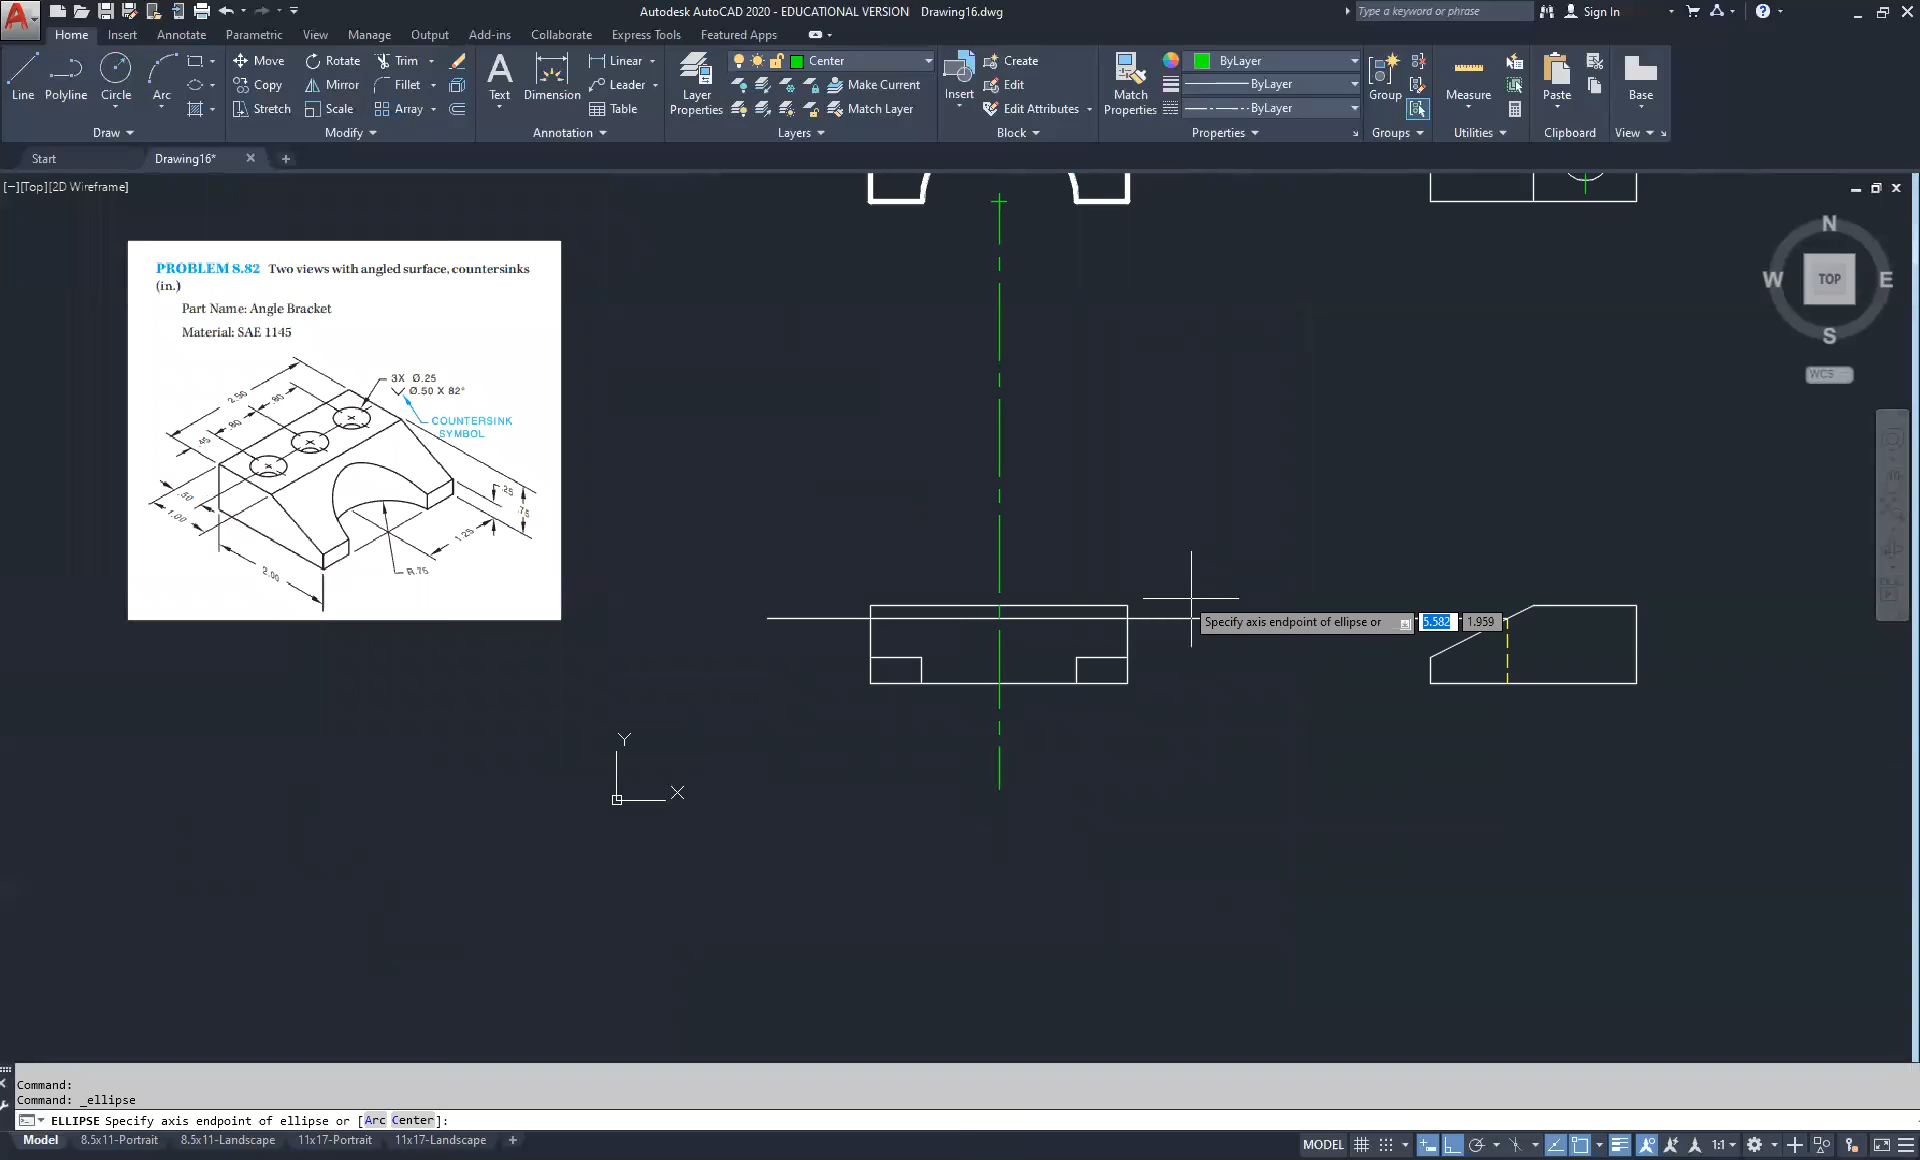 Autodesk AutoCAD 2020 - EDUCATIONAL VERSION Drawing16.dwg
Type a keyword or phrase
Sign In
Home Insert Annotate Parametric View Manage Output Add-ins Collaborate Express Tools Featured Apps
Line Polyline Circle Arc
Move Rotate Trim
Copy Mirror Fillet
Stretch Scale Array
Text Dimension
Linear
Leader
Table
Layer Properties
Center
Make Current
Match Layer
Insert
Create
Edit
Edit Attributes
Match Properties
ByLayer
ByLayer
ByLayer
Group
Measure
Paste
Base
Draw Modify Annotation Layers Block Properties Groups Utilities Clipboard View
Start Drawing16*
[−][Top][2D Wireframe]
N
W TOP E
S
WCS
PROBLEM 8.82 Two views with angled surface, countersinks
(in.)
Part Name: Angle Bracket
Material: SAE 1145
3X Ø.25
Ø.50 X 82°
COUNTERSINK
SYMBOL
2.90
.80
.80
.45
.50
1.00
2.00
.25
.75
1.25
R.75
Specify axis endpoint of ellipse or 5.582 1.959
Y
X
Command:
Command: _ellipse
ELLIPSE Specify axis endpoint of ellipse or [Arc Center]:
Model 8.5x11-Portrait 8.5x11-Landscape 11x17-Portrait 11x17-Landscape
MODEL 1:1